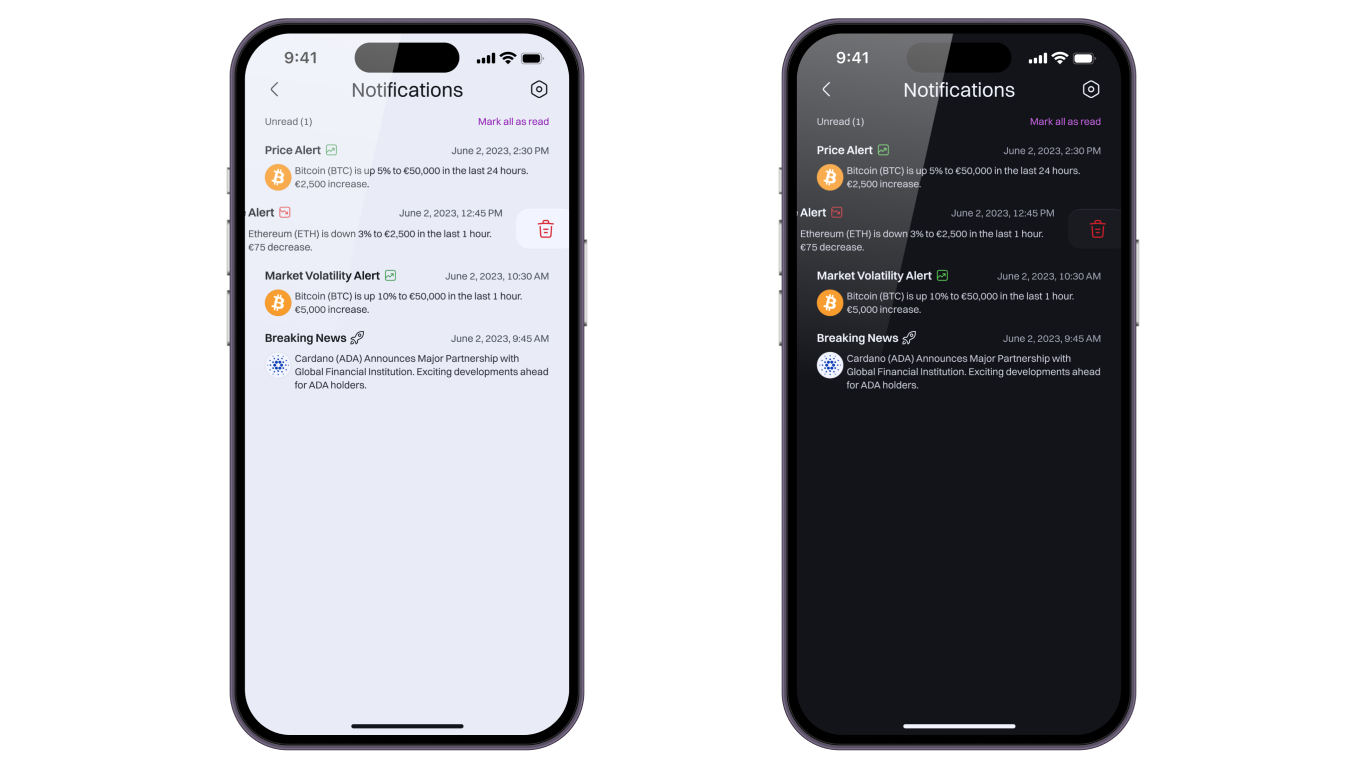 9:41
Notifications
Unread (1)
Mark all as read
Price Alert
June 2, 2023, 2:30 PM
Bitcoin (BTC) is up 5% to €50,000 in the last 24 hours.
€2,500 increase.
Alert
June 2, 2023, 12:45 PM
Ethereum (ETH) is down 3% to €2,500 in the last 1 hour.
€75 decrease.
Market Volatility Alert
June 2, 2023, 10:30 AM
Bitcoin (BTC) is up 10% to €50,000 in the last 1 hour.
€5,000 increase.
Breaking News
June 2, 2023, 9:45 AM
Cardano (ADA) Announces Major Partnership with
Global Financial Institution. Exciting developments ahead
for ADA holders.
9:41
Notifications
Unread (1)
Mark all as read
Price Alert
June 2, 2023, 2:30 PM
Bitcoin (BTC) is up 5% to €50,000 in the last 24 hours.
€2,500 increase.
Alert
June 2, 2023, 12:45 PM
Ethereum (ETH) is down 3% to €2,500 in the last 1 hour.
€75 decrease.
Market Volatility Alert
June 2, 2023, 10:30 AM
Bitcoin (BTC) is up 10% to €50,000 in the last 1 hour.
€5,000 increase.
Breaking News
June 2, 2023, 9:45 AM
Cardano (ADA) Announces Major Partnership with
Global Financial Institution. Exciting developments ahead
for ADA holders.